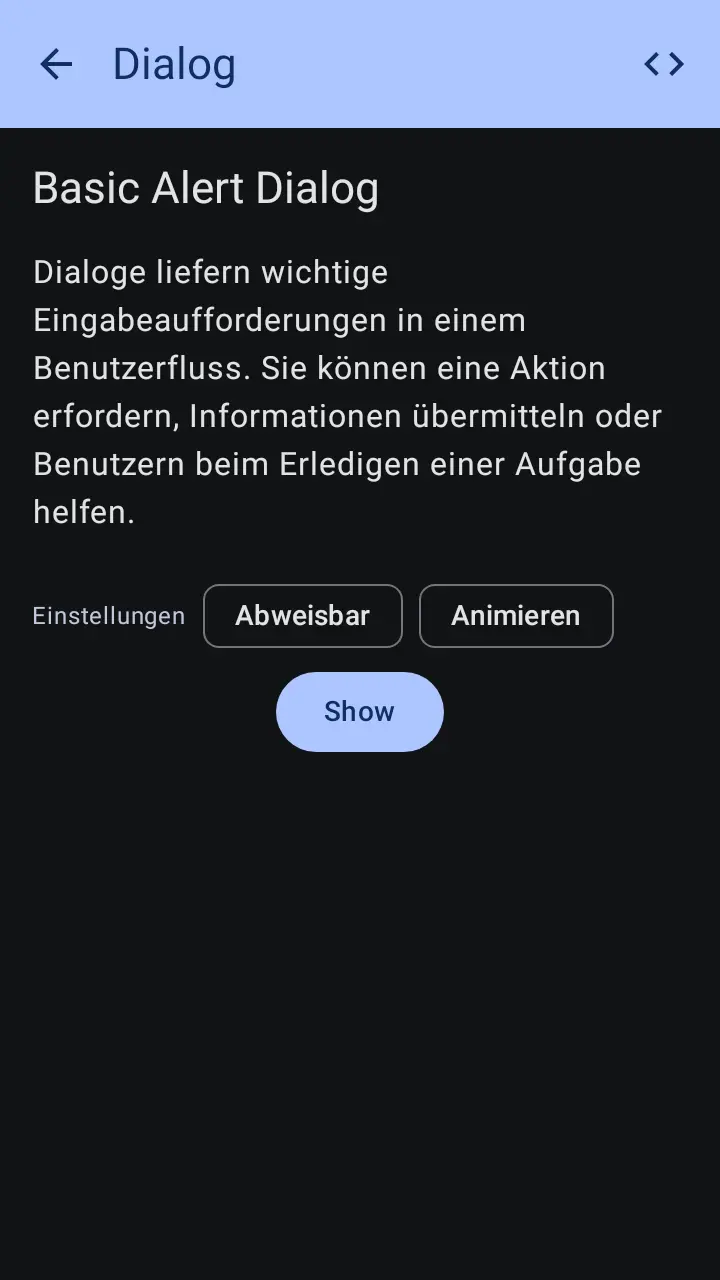 Dialog
Basic Alert Dialog
Dialoge liefern wichtige
Eingabeaufforderungen in einem
Benutzerfluss. Sie können eine Aktion
erfordern, Informationen übermitteln oder
Benutzern beim Erledigen einer Aufgabe
helfen.
Einstellungen Abweisbar Animieren
Show